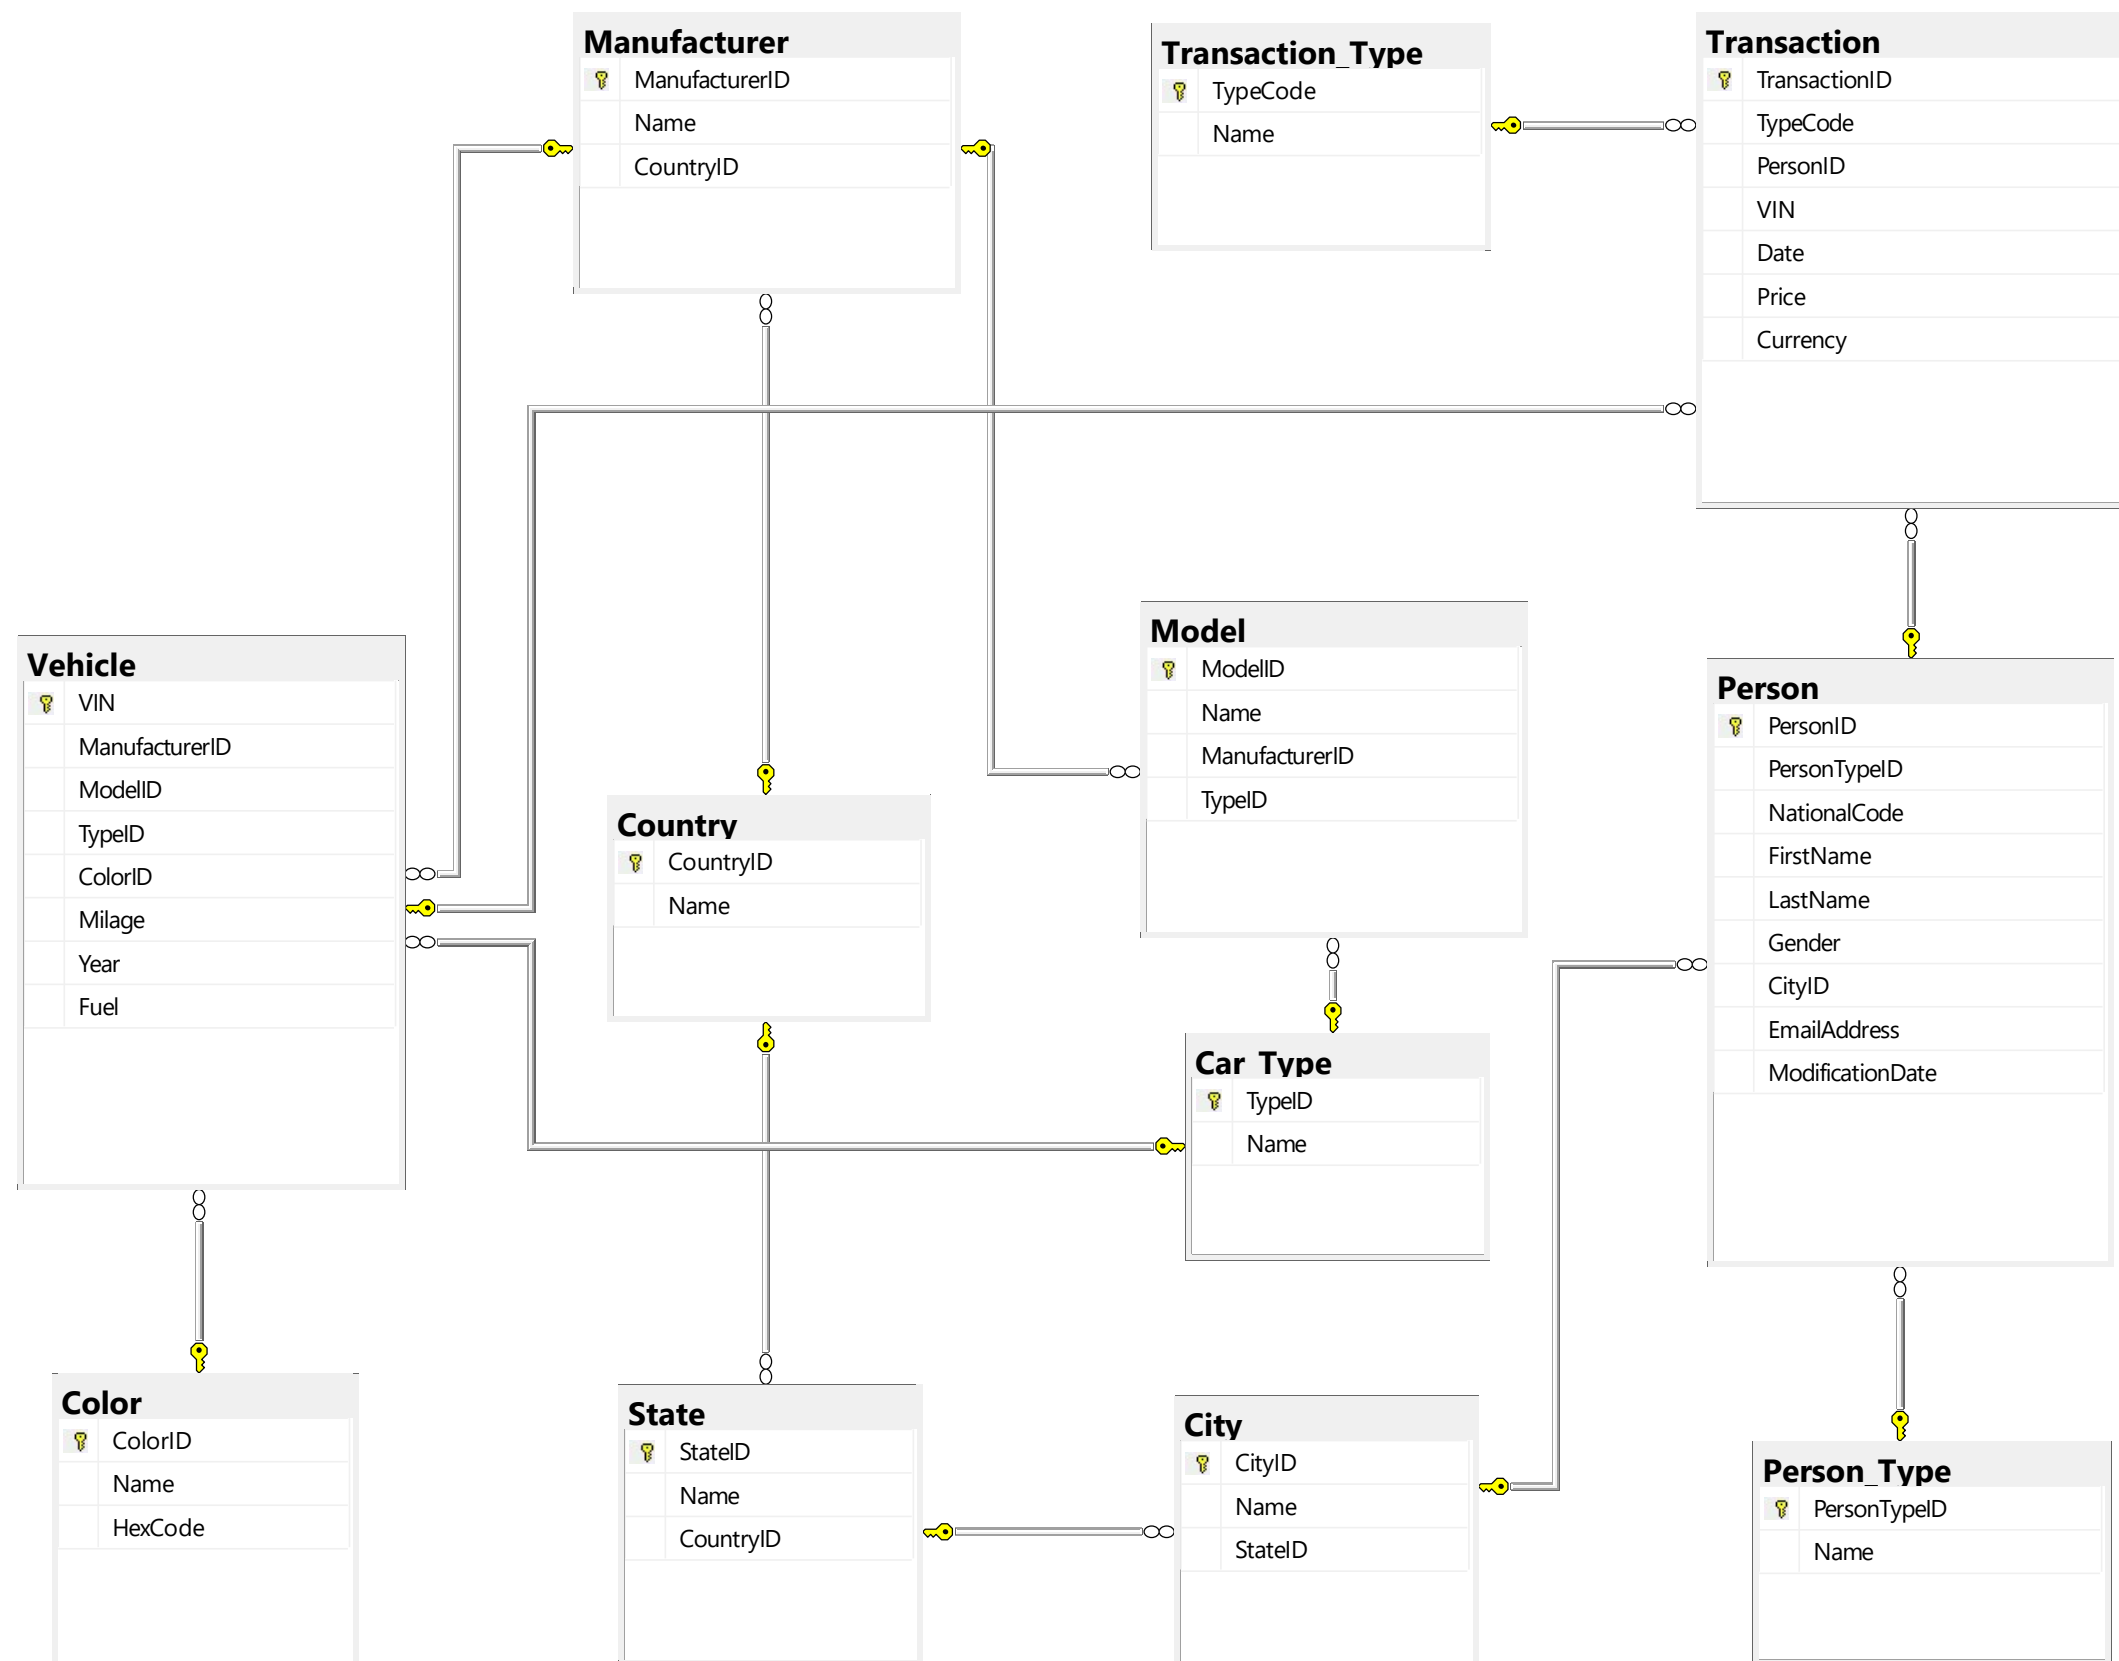 Manufacturer
ManufacturerID
Name
CountryID
Transaction_Type
TypeCode
Name
Transaction
TransactionID
TypeCode
PersonID
VIN
Date
Price
Currency
Vehicle
VIN
ManufacturerID
ModelID
TypeID
ColorID
Milage
Year
Fuel
Country
CountryID
Name
Model
ModelID
Name
ManufacturerID
TypeID
Person
PersonID
PersonTypeID
NationalCode
FirstName
LastName
Gender
CityID
EmailAddress
ModificationDate
Car_Type
TypeID
Name
Color
ColorID
Name
HexCode
State
StateID
Name
CountryID
City
CityID
Name
StateID
Person_Type
PersonTypeID
Name